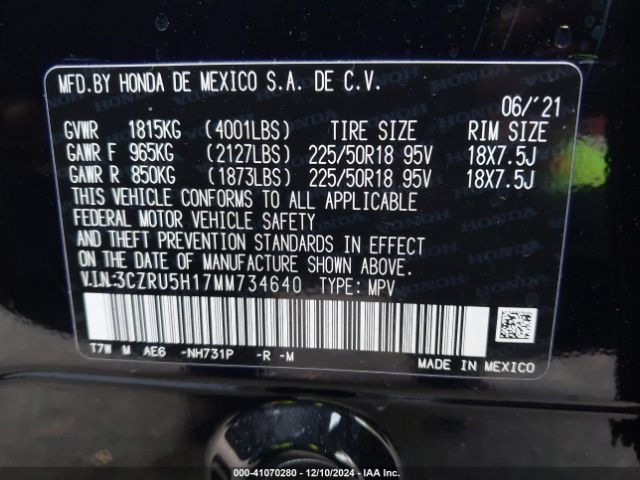 MFD.BY HONDA DE MEXICO S.A. DE C.V.
06/'21
GVWR 1815KG (4001LBS) TIRE SIZE RIM SIZE
GAWR F 965KG (2127LBS) 225/50R18 95V 18X7.5J
GAWR R 850KG (1873LBS) 225/50R18 95V 18X7.5J
THIS VEHICLE CONFORMS TO ALL APPLICABLE
FEDERAL MOTOR VEHICLE SAFETY
AND THEFT PREVENTION STANDARDS IN EFFECT
ON THE DATE OF MANUFACTURE SHOWN ABOVE.
V.I.N:3CZRU5H17MM734640 TYPE: MPV
T7W M AE6 -NH731P -R -M
MADE IN MEXICO
000-41070280 - 12/10/2024 - IAA Inc.